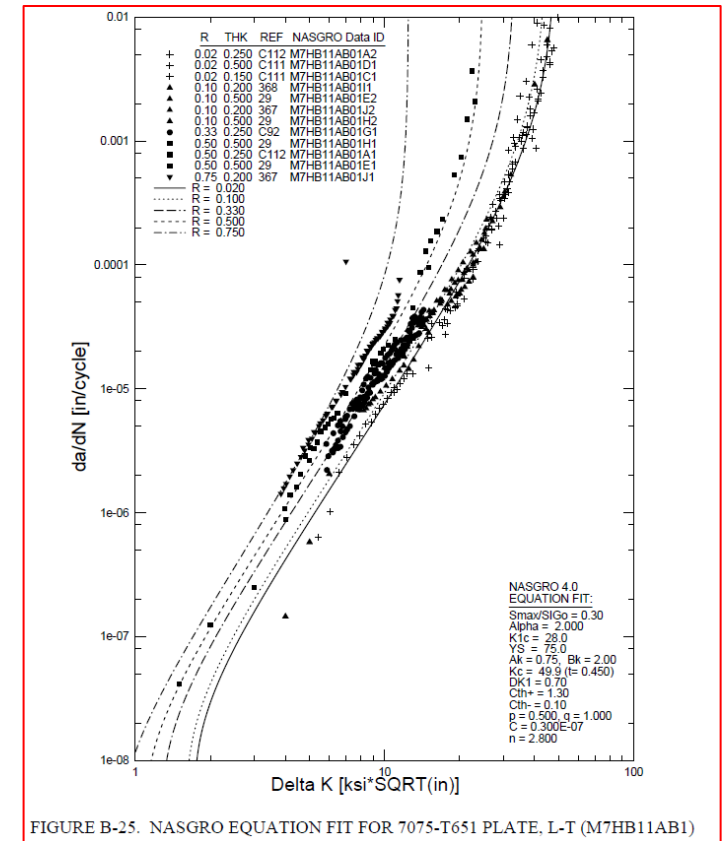 0.01
R THK REF NASGRO Data ID
0.02 0.250 C112 M7HB11AB01A2
0.02 0.500 C111 M7HB11AB01D1
0.02 0.150 C111 M7HB11AB01C1
0.10 0.200 368 M7HB11AB01I1
0.10 0.500 29 M7HB11AB01E2
0.10 0.200 367 M7HB11AB01J2
0.10 0.500 29 M7HB11AB01H2
0.33 0.250 C92 M7HB11AB01G1
0.50 0.500 29 M7HB11AB01H1
0.50 0.250 C112 M7HB11AB01A1
0.50 0.500 29 M7HB11AB01E1
0.75 0.200 367 M7HB11AB01J1
R = 0.020
R = 0.100
R = 0.330
R = 0.500
R = 0.750
0.001
0.0001
1e-05
1e-06
1e-07
1e-08
da/dN [in/cycle]
NASGRO 4.0
EQUATION FIT:
Smax/SIGo = 0.30
Alpha = 2.000
K1c = 28.0
YS = 75.0
Ak = 0.75, Bk = 2.00
Kc = 49.9 (t= 0.450)
DK1 = 0.70
Cth+ = 1.30
Cth- = 0.10
p = 0.500, q = 1.000
C = 0.300E-07
n = 2.800
1 10 100
Delta K [ksi*SQRT(in)]
FIGURE B-25. NASGRO EQUATION FIT FOR 7075-T651 PLATE, L-T (M7HB11AB1)